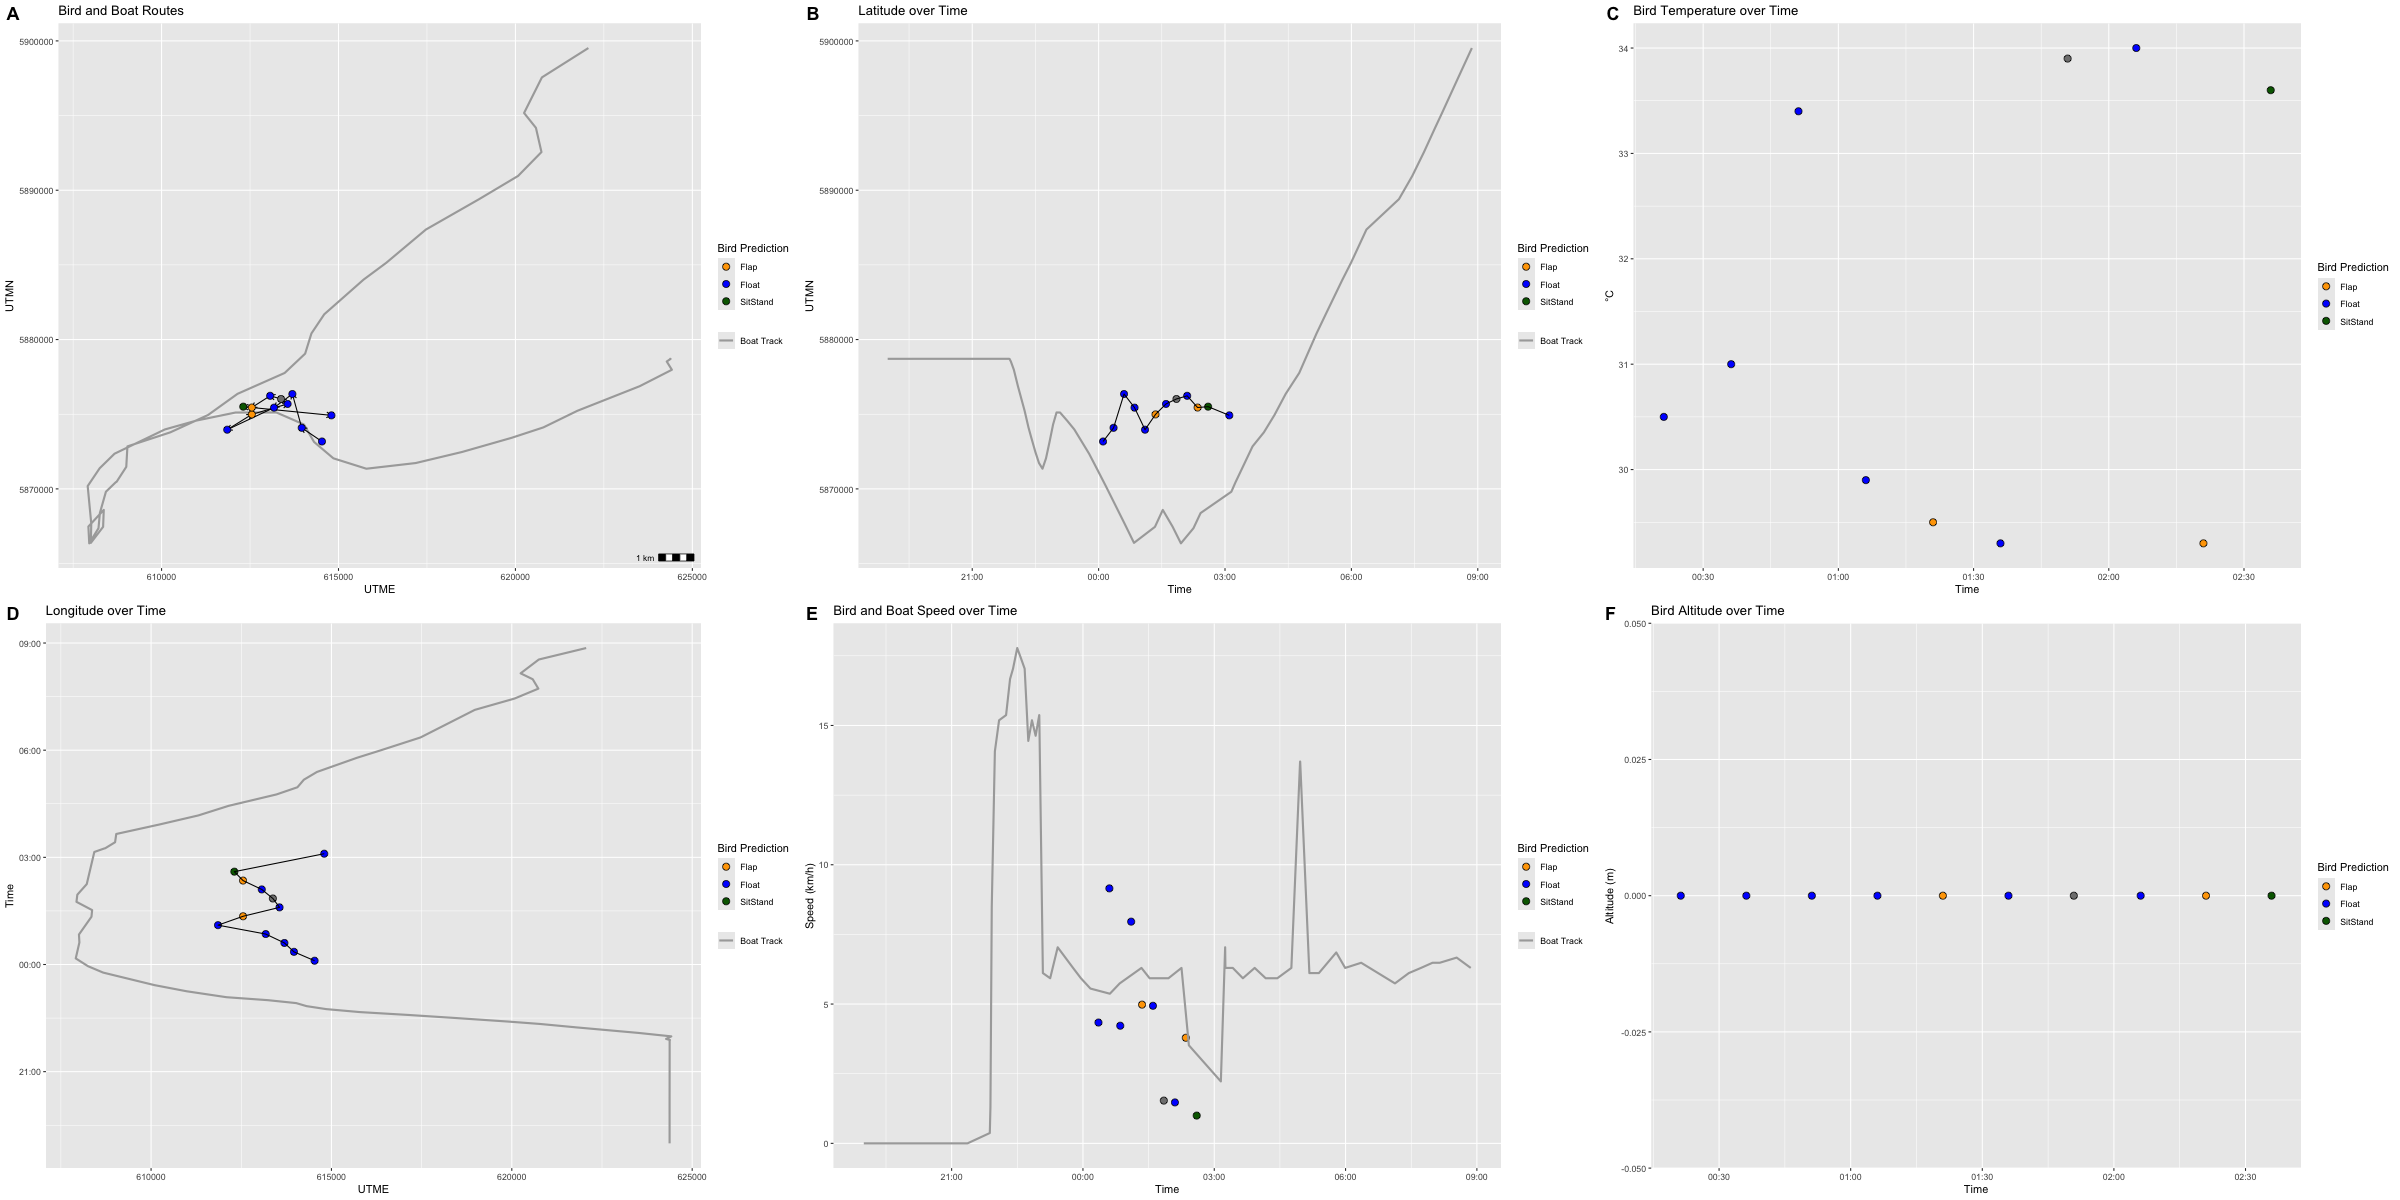 A Bird and Boat Routes
5900000
5890000
5880000
5870000
UTMN
610000 615000 620000 625000
UTME
1 km
Bird Prediction
Flap
Float
SitStand
Boat Track
B Latitude over Time
5900000
5890000
5880000
5870000
UTMN
21:00 00:00 03:00 06:00 09:00
Time
Bird Prediction
Flap
Float
SitStand
Boat Track
C Bird Temperature over Time
34
33
32
31
30
°C
00:30 01:00 01:30 02:00 02:30
Time
Bird Prediction
Flap
Float
SitStand
D Longitude over Time
09:00
06:00
03:00
00:00
21:00
Time
610000 615000 620000 625000
UTME
Bird Prediction
Flap
Float
SitStand
Boat Track
E Bird and Boat Speed over Time
15
10
5
0
Speed (km/h)
21:00 00:00 03:00 06:00 09:00
Time
Bird Prediction
Flap
Float
SitStand
Boat Track
F Bird Altitude over Time
0.050
0.025
0.000
-0.025
-0.050
Altitude (m)
00:30 01:00 01:30 02:00 02:30
Time
Bird Prediction
Flap
Float
SitStand